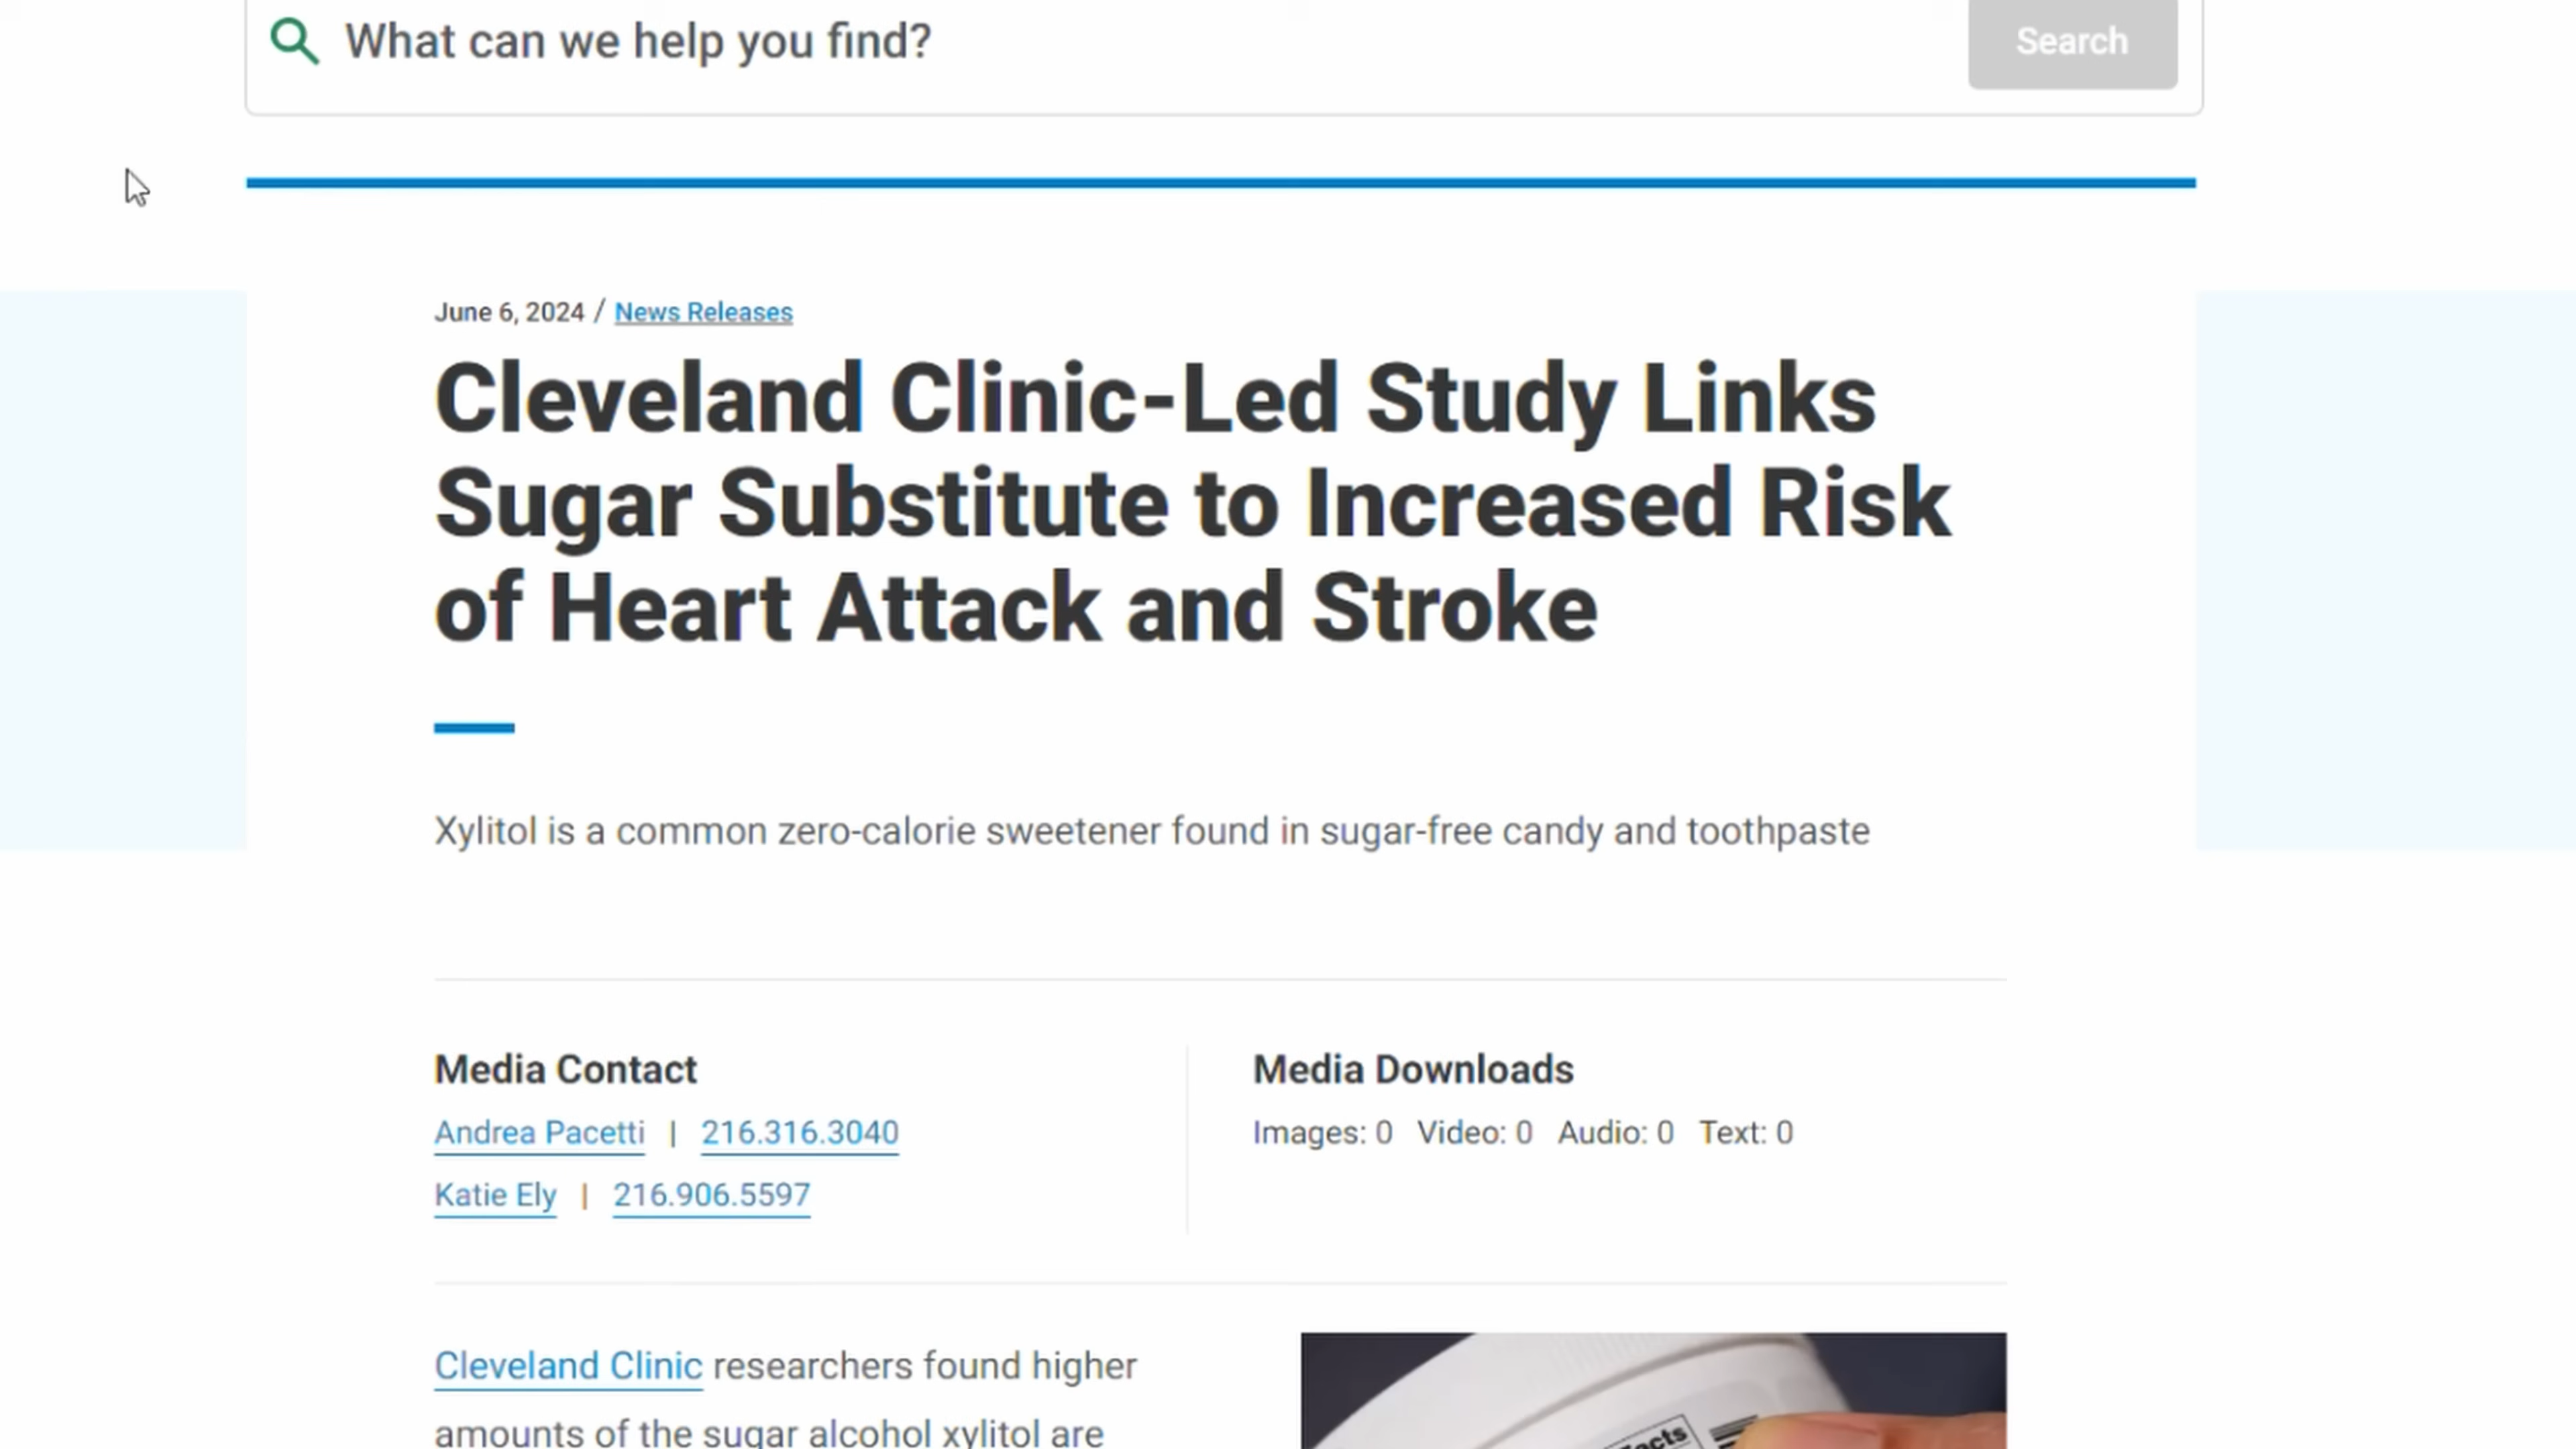 What can we help you find?
Search
June 6, 2024 / News Releases
Cleveland Clinic-Led Study Links
Sugar Substitute to Increased Risk
of Heart Attack and Stroke
Xylitol is a common zero-calorie sweetener found in sugar-free candy and toothpaste
Media Contact
Andrea Pacetti | 216.316.3040
Katie Ely | 216.906.5597
Media Downloads
Images: 0 Video: 0 Audio: 0 Text: 0
Cleveland Clinic researchers found higher
amounts of the sugar alcohol xylitol are